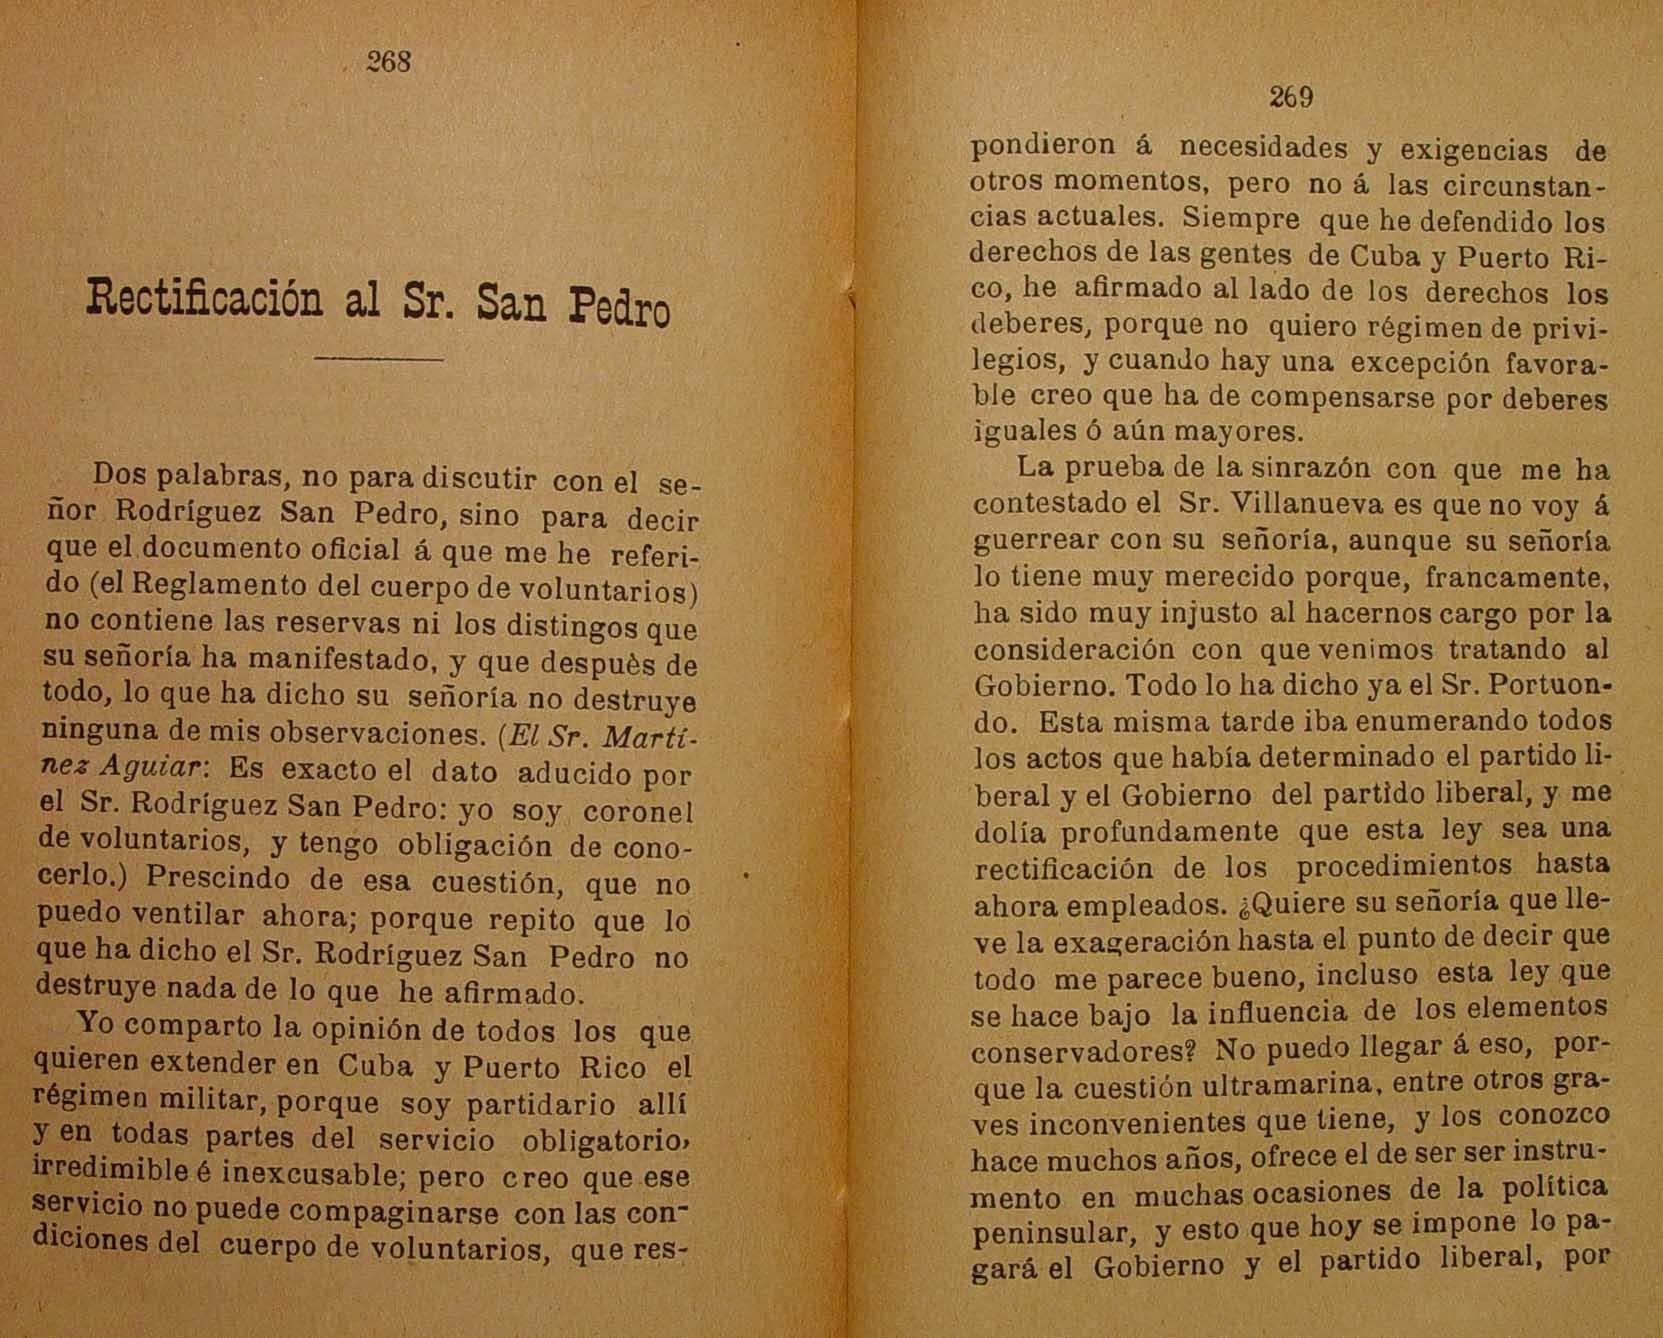 268
Rectificación al Sr. San Pedro
Dos palabras, no para discutir con el se-
ñor Rodríguez San Pedro, sino para decir
que el documento oficial á que me he referi-
do (el Reglamento del cuerpo de voluntarios)
no contiene las reservas ni los distingos que
su señoría ha manifestado, y que despuès de
todo, lo que ha dicho su señoría no destruye
ninguna de mis observaciones. (El Sr. Martí-
nez Aguiar: Es exacto el dato aducido por
el Sr. Rodríguez San Pedro: yo soy coronel
de voluntarios, y tengo obligación de cono-
cerlo.) Prescindo de esa cuestión, que no
puedo ventilar ahora; porque repito que lo
que ha dicho el Sr. Rodríguez San Pedro no
destruye nada de lo que he afirmado.
Yo comparto la opinión de todos los que
quieren extender en Cuba y Puerto Rico el
régimen militar, porque soy partidario allí
y en todas partes del servicio obligatorio,
irredimible é inexcusable; pero creo que ese
servicio no puede compaginarse con las con-
diciones del cuerpo de voluntarios, que res-
269
pondieron á necesidades y exigencias de
otros momentos, pero no á las circunstan-
cias actuales. Siempre que he defendido los
derechos de las gentes de Cuba y Puerto Ri-
co, he afirmado al lado de los derechos los
deberes, porque no quiero régimen de privi-
legios, y cuando hay una excepción favora-
ble creo que ha de compensarse por deberes
iguales ó aún mayores.
La prueba de la sinrazón con que me ha
contestado el Sr. Villanueva es que no voy á
guerrear con su señoría, aunque su señoría
lo tiene muy merecido porque, francamente,
ha sido muy injusto al hacernos cargo por la
consideración con que venimos tratando al
Gobierno. Todo lo ha dicho ya el Sr. Portuon-
do. Esta misma tarde iba enumerando todos
los actos que había determinado el partido li-
beral y el Gobierno del partido liberal, y me
dolía profundamente que esta ley sea una
rectificación de los procedimientos hasta
ahora empleados. ¿Quiere su señoría que lle-
ve la exageración hasta el punto de decir que
todo me parece bueno, incluso esta ley que
se hace bajo la influencia de los elementos
conservadores? No puedo llegar á eso, por-
que la cuestión ultramarina, entre otros gra-
ves inconvenientes que tiene, y los conozco
hace muchos años, ofrece el de ser ser instru-
mento en muchas ocasiones de la política
peninsular, y esto que hoy se impone lo pa-
gará el Gobierno y el partido liberal, por